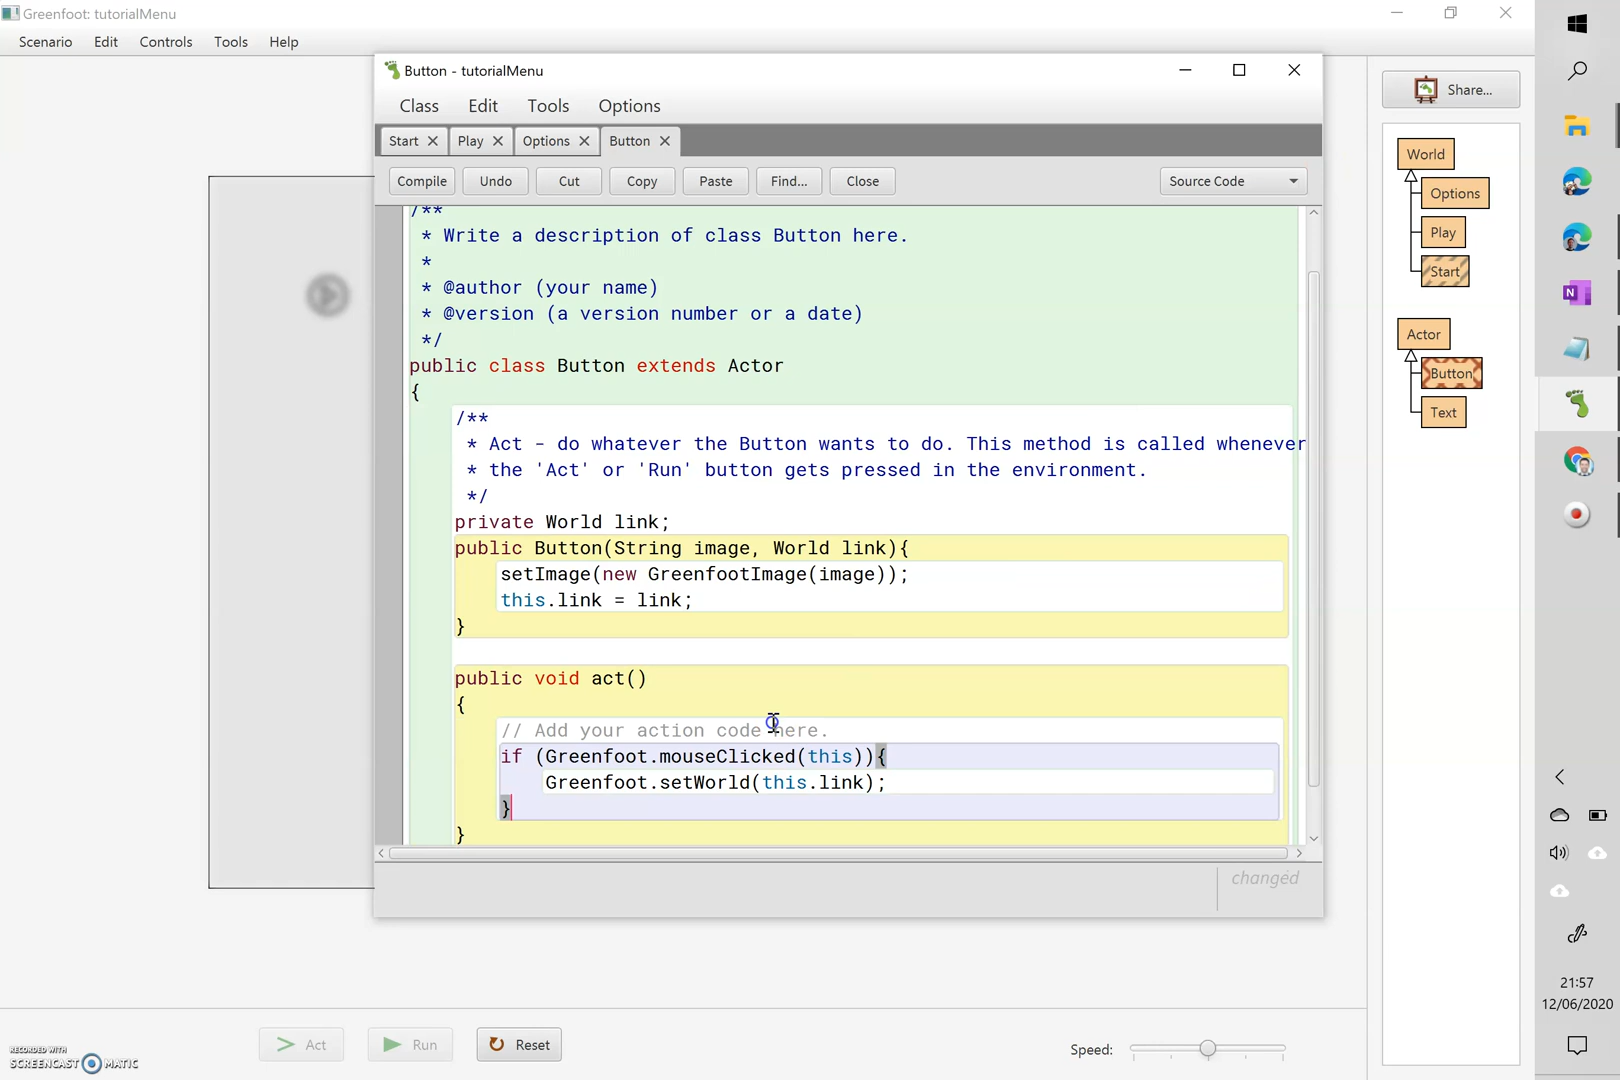 Greenfoot: tutorialMenu
Scenario Edit Controls Tools Help
Button - tutorialMenu
Class Edit Tools Options
Start Play Options Button
Compile Undo Cut Copy Paste Find... Close Source Code
/**
* Write a description of class Button here.
*
* @author (your name)
* @version (a version number or a date)
*/
public class Button extends Actor
{
/**
* Act - do whatever the Button wants to do. This method is called whenever
* the 'Act' or 'Run' button gets pressed in the environment.
*/
private World link;
public Button(String image, World link){
setImage(new GreenfootImage(image));
this.link = link;
}
public void act()
{
// Add your action code here.
if (Greenfoot.mouseClicked(this)){
Greenfoot.setWorld(this.link);
}
}
changed
Share...
World
Options
Play
Start
Actor
Button
Text
Act Run Reset Speed:
RECORDED WITH
SCREENCAST MATIC
N
21:57
12/06/2020